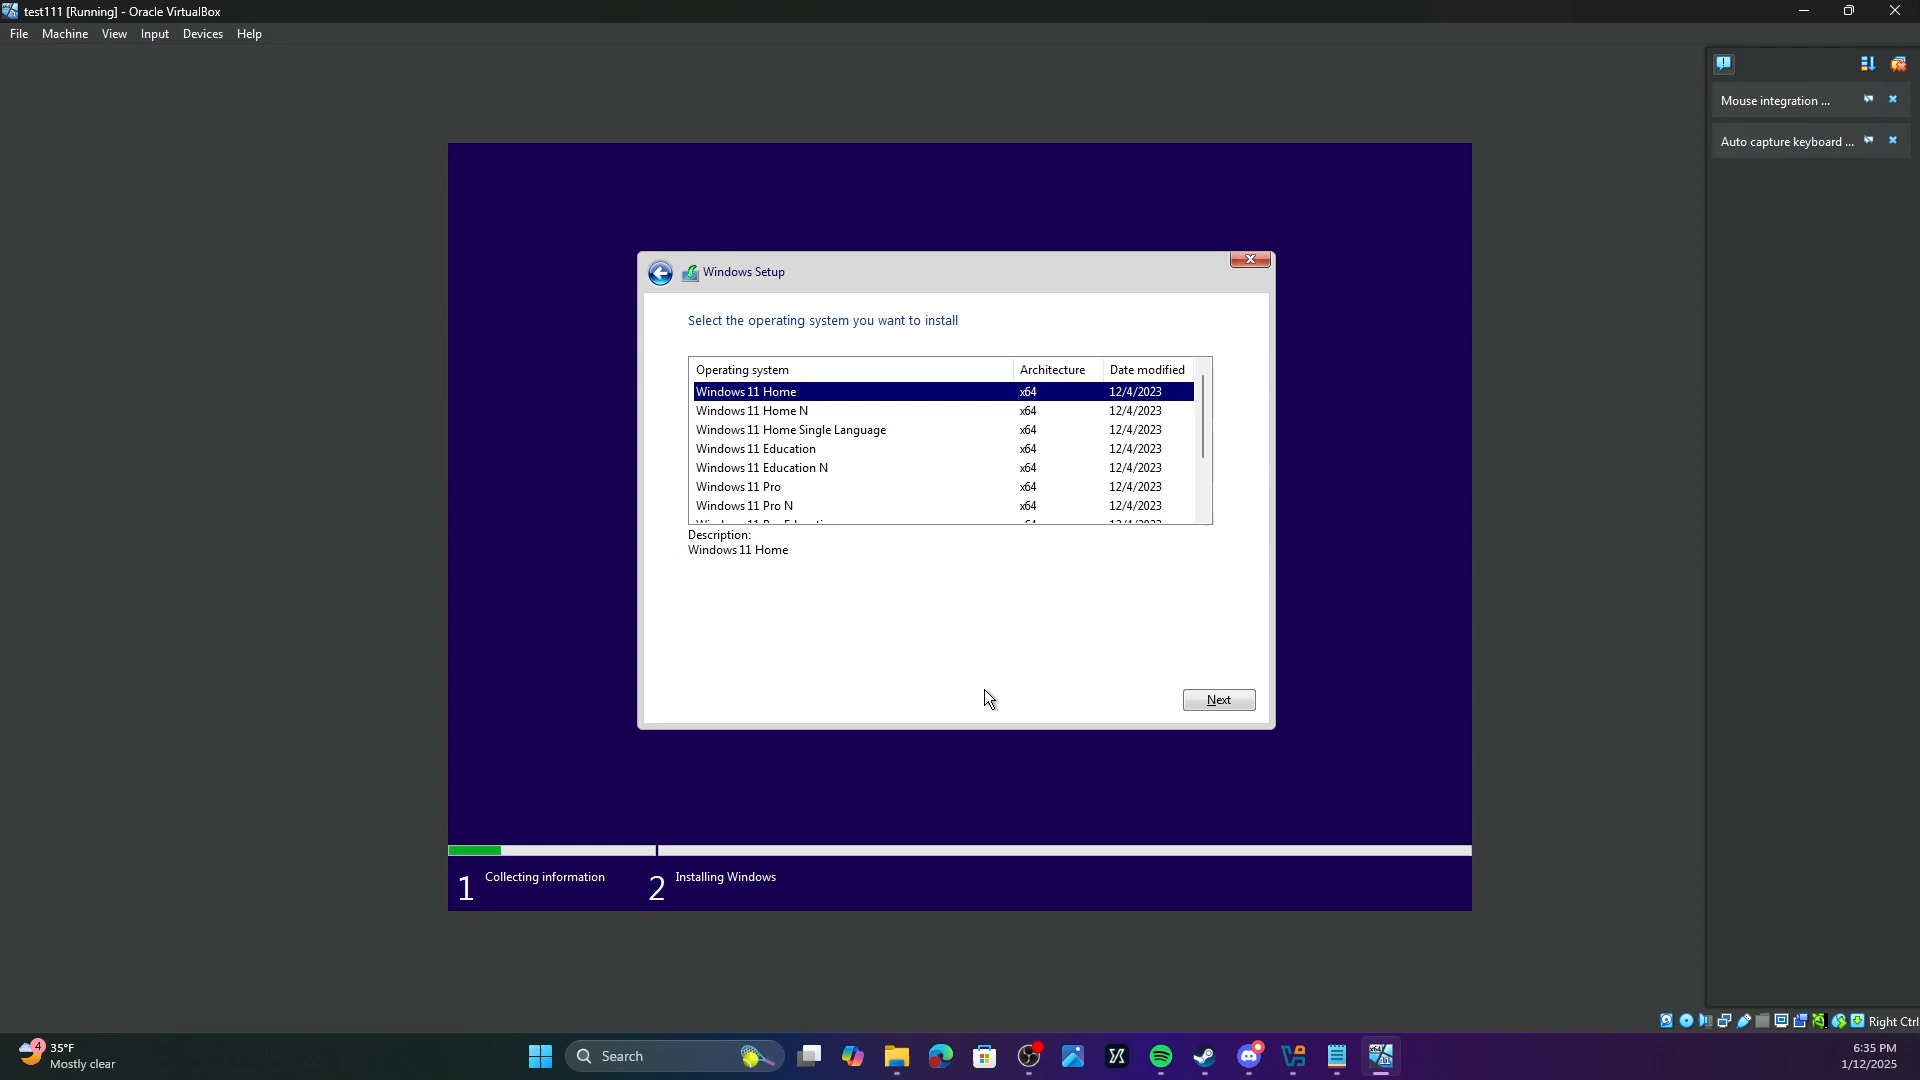 test111 [Running] - Oracle VirtualBox
File Machine View Input Devices Help
Mouse integration ...
Auto capture keyboard ...
Windows Setup
Select the operating system you want to install
Operating system Architecture Date modified
Windows 11 Home x64 12/4/2023
Windows 11 Home N x64 12/4/2023
Windows 11 Home Single Language x64 12/4/2023
Windows 11 Education x64 12/4/2023
Windows 11 Education N x64 12/4/2023
Windows 11 Pro x64 12/4/2023
Windows 11 Pro N x64 12/4/2023
Description:
Windows 11 Home
Next
1 Collecting information 2 Installing Windows
Right Ctrl
4
35°F
Mostly clear
Search
6:35 PM
1/12/2025